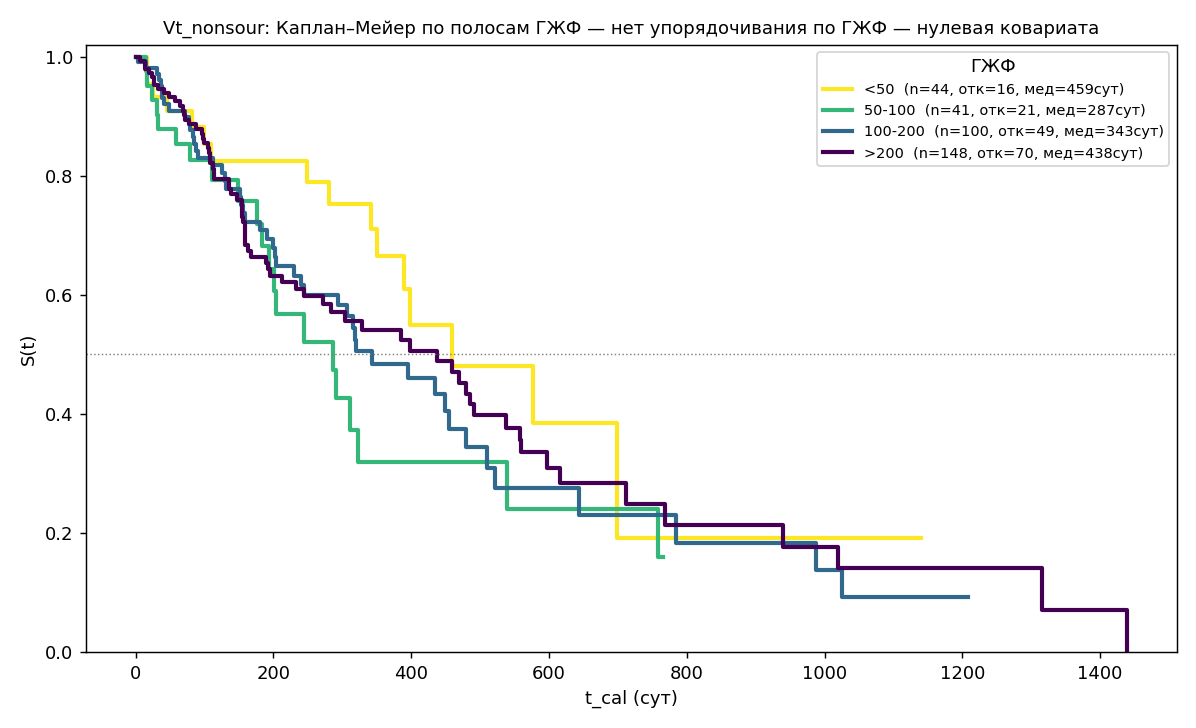 Vt_nonsour: Каплан–Мейер по полосам ГЖФ — нет упорядочивания по ГЖФ — нулевая ковариата
ГЖФ
<50 (n=44, отк=16, мед=459сут)
50-100 (n=41, отк=21, мед=287сут)
100-200 (n=100, отк=49, мед=343сут)
>200 (n=148, отк=70, мед=438сут)
S(t)
1.0
0.8
0.6
0.4
0.2
0.0
0 200 400 600 800 1000 1200 1400
t_cal (сут)